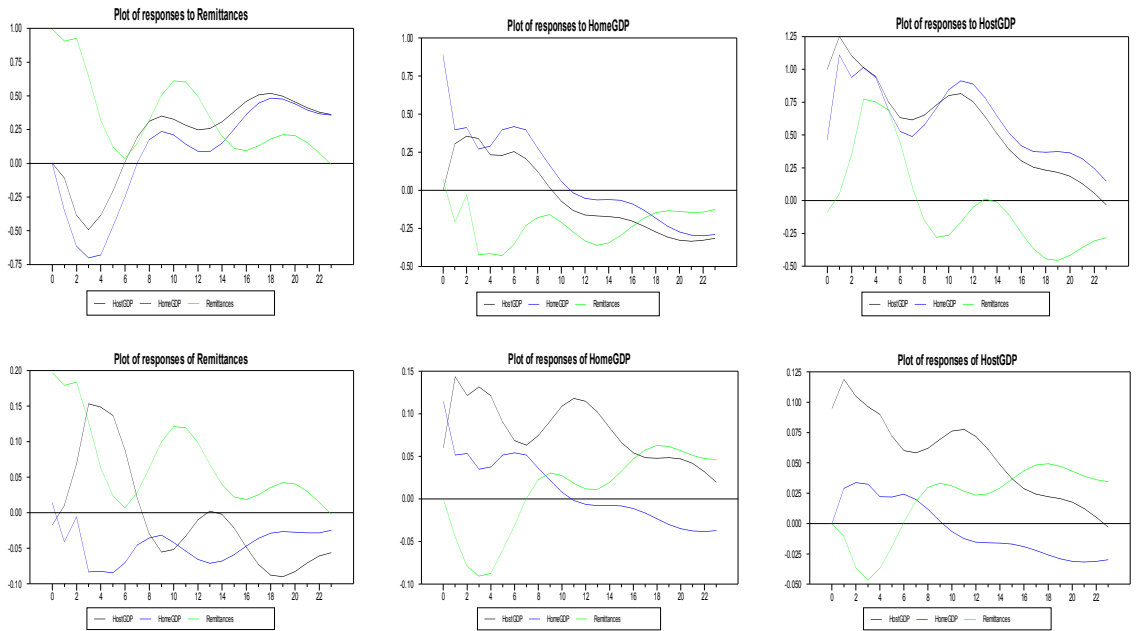 Plot of responses to Remittances
1.00
0.75
0.50
0.25
0.00
-0.25
-0.50
-0.75
0 2 4 6 8 10 12 14 16 18 20 22
HostGDP HomeGDP Remittances
Plot of responses to HomeGDP
1.00
0.75
0.50
0.25
0.00
-0.25
-0.50
0 2 4 6 8 10 12 14 16 18 20 22
HostGDP HomeGDP Remittances
Plot of responses to HostGDP
1.25
1.00
0.75
0.50
0.25
0.00
-0.25
-0.50
0 2 4 6 8 10 12 14 16 18 20 22
HostGDP HomeGDP Remittances
Plot of responses of Remittances
0.20
0.15
0.10
0.05
0.00
-0.05
-0.10
0 2 4 6 8 10 12 14 16 18 20 22
HostGDP HomeGDP Remittances
Plot of responses of HomeGDP
0.15
0.10
0.05
0.00
-0.05
-0.10
0 2 4 6 8 10 12 14 16 18 20 22
HostGDP HomeGDP Remittances
Plot of responses of HostGDP
0.125
0.100
0.075
0.050
0.025
0.000
-0.025
-0.050
0 2 4 6 8 10 12 14 16 18 20 22
HostGDP HomeGDP Remittances